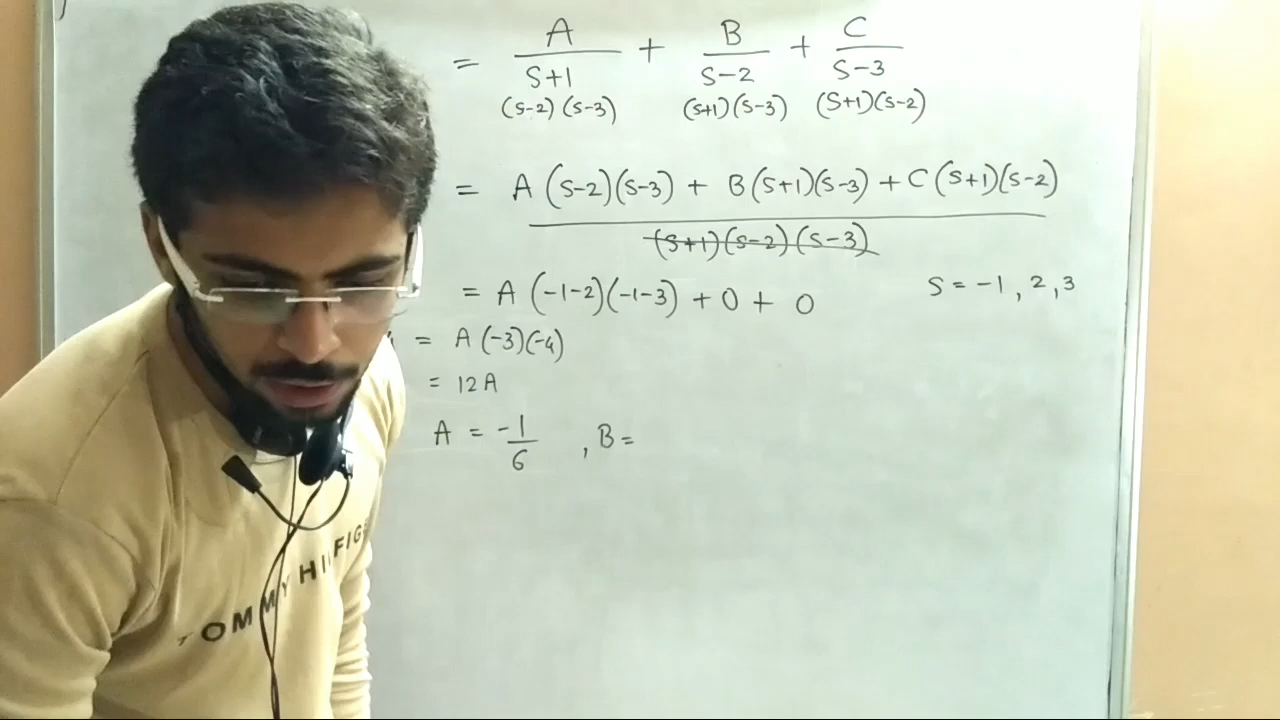 = A/(S+1) + B/(S-2) + C/(S-3)
(S-2)(S-3) (S+1)(S-3) (S+1)(S-2)
= A(S-2)(S-3) + B(S+1)(S-3) + C(S+1)(S-2)
(S+1)(S-2)(S-3)
= A(-1-2)(-1-3) + 0 + 0
S = -1, 2, 3
= A(-3)(-4)
= 12A
A = -1/6 , B =
TOMMY HILFIG